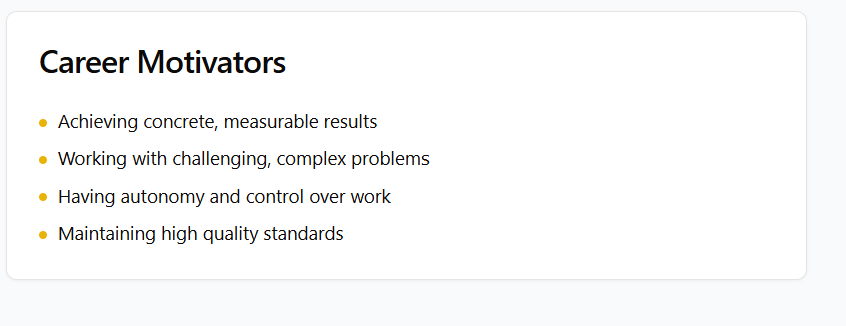 Career Motivators
Achieving concrete, measurable results
Working with challenging, complex problems
Having autonomy and control over work
Maintaining high quality standards